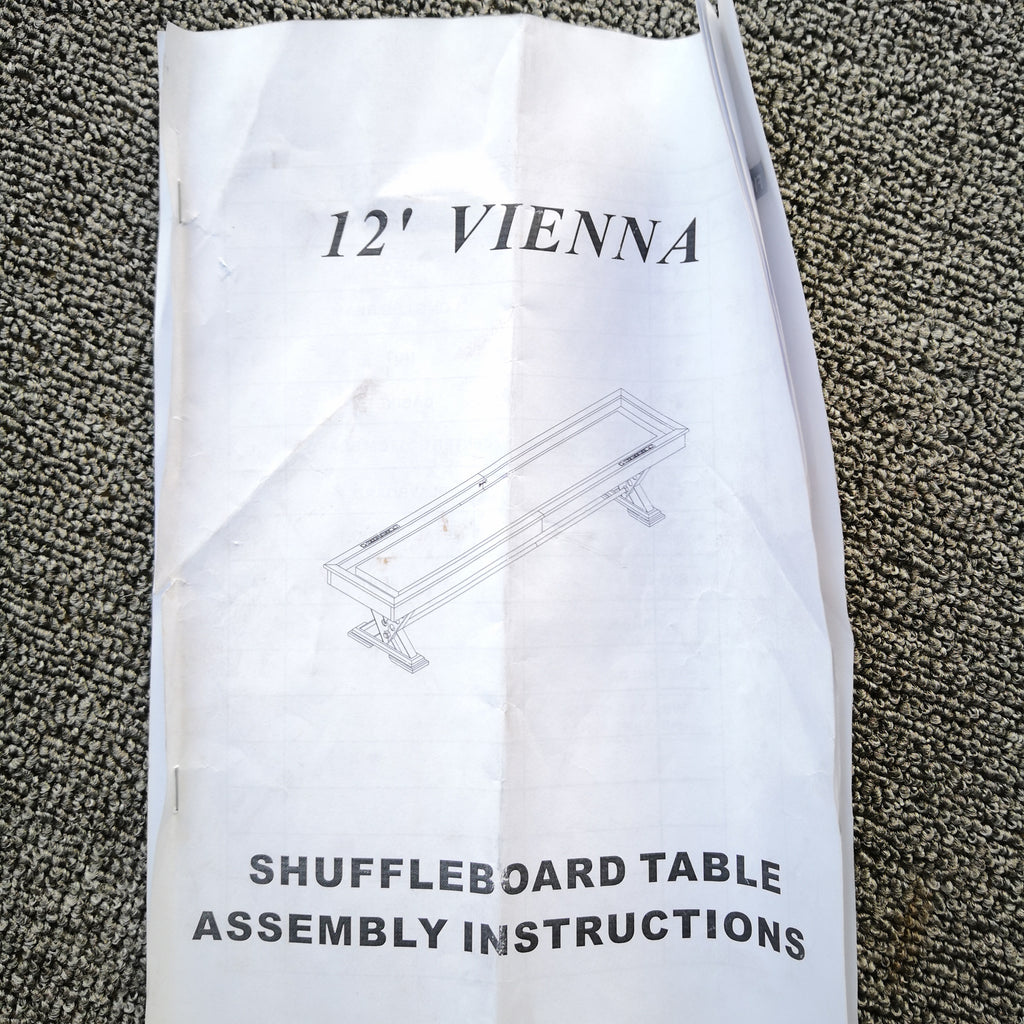 12' VIENNA
SHUFFLEBOARD TABLE
ASSEMBLY INSTRUCTIONS